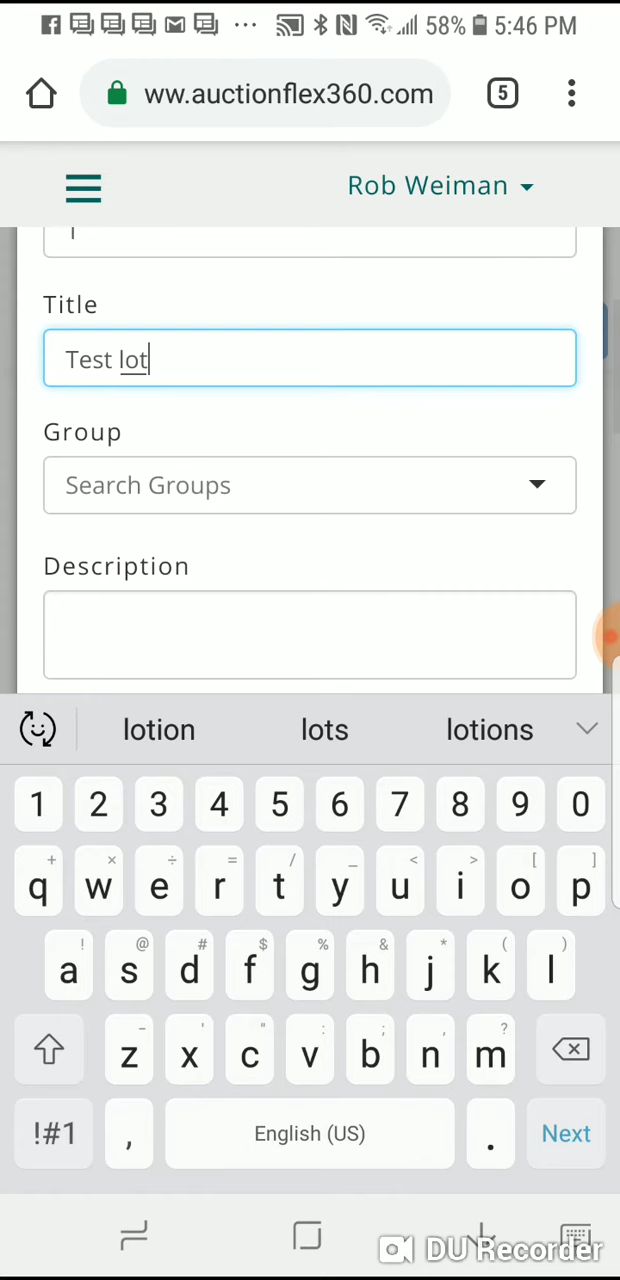 58% 5:46 PM
ww.auctionflex360.com 5
Rob Weiman
Title
Test lot
Group
Search Groups
Description
lotion lots lotions
1 2 3 4 5 6 7 8 9 0
+ × ÷ = / _ < > [ ]
q w e r t y u i o p
! @ # $ % & * ( )
a s d f g h j k l
- ' " : ; , ?
z x c v b n m
!#1 , English (US) . Next
DU Recorder